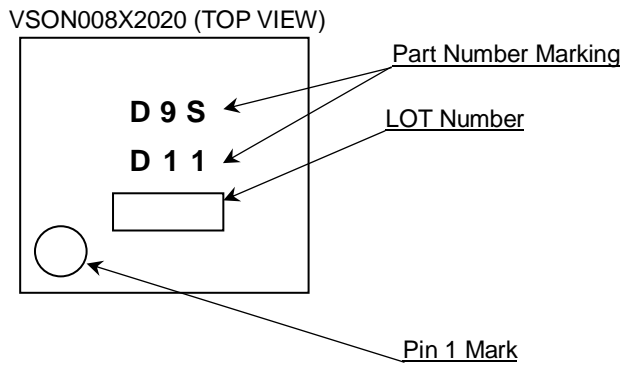 VSON008X2020 (TOP VIEW)
Part Number Marking
D 9 S
LOT Number
D 1 1
Pin 1 Mark